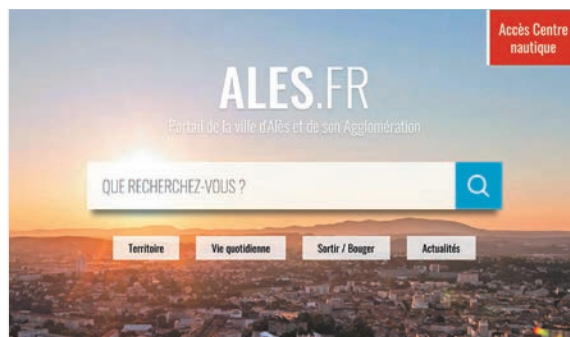 Accès Centre
nautique
ALES.FR
Portail de la ville d'Alès et de son Agglomération
QUE RECHERCHEZ-VOUS ?
Territoire
Vie quotidienne
Sortir / Bouger
Actualités